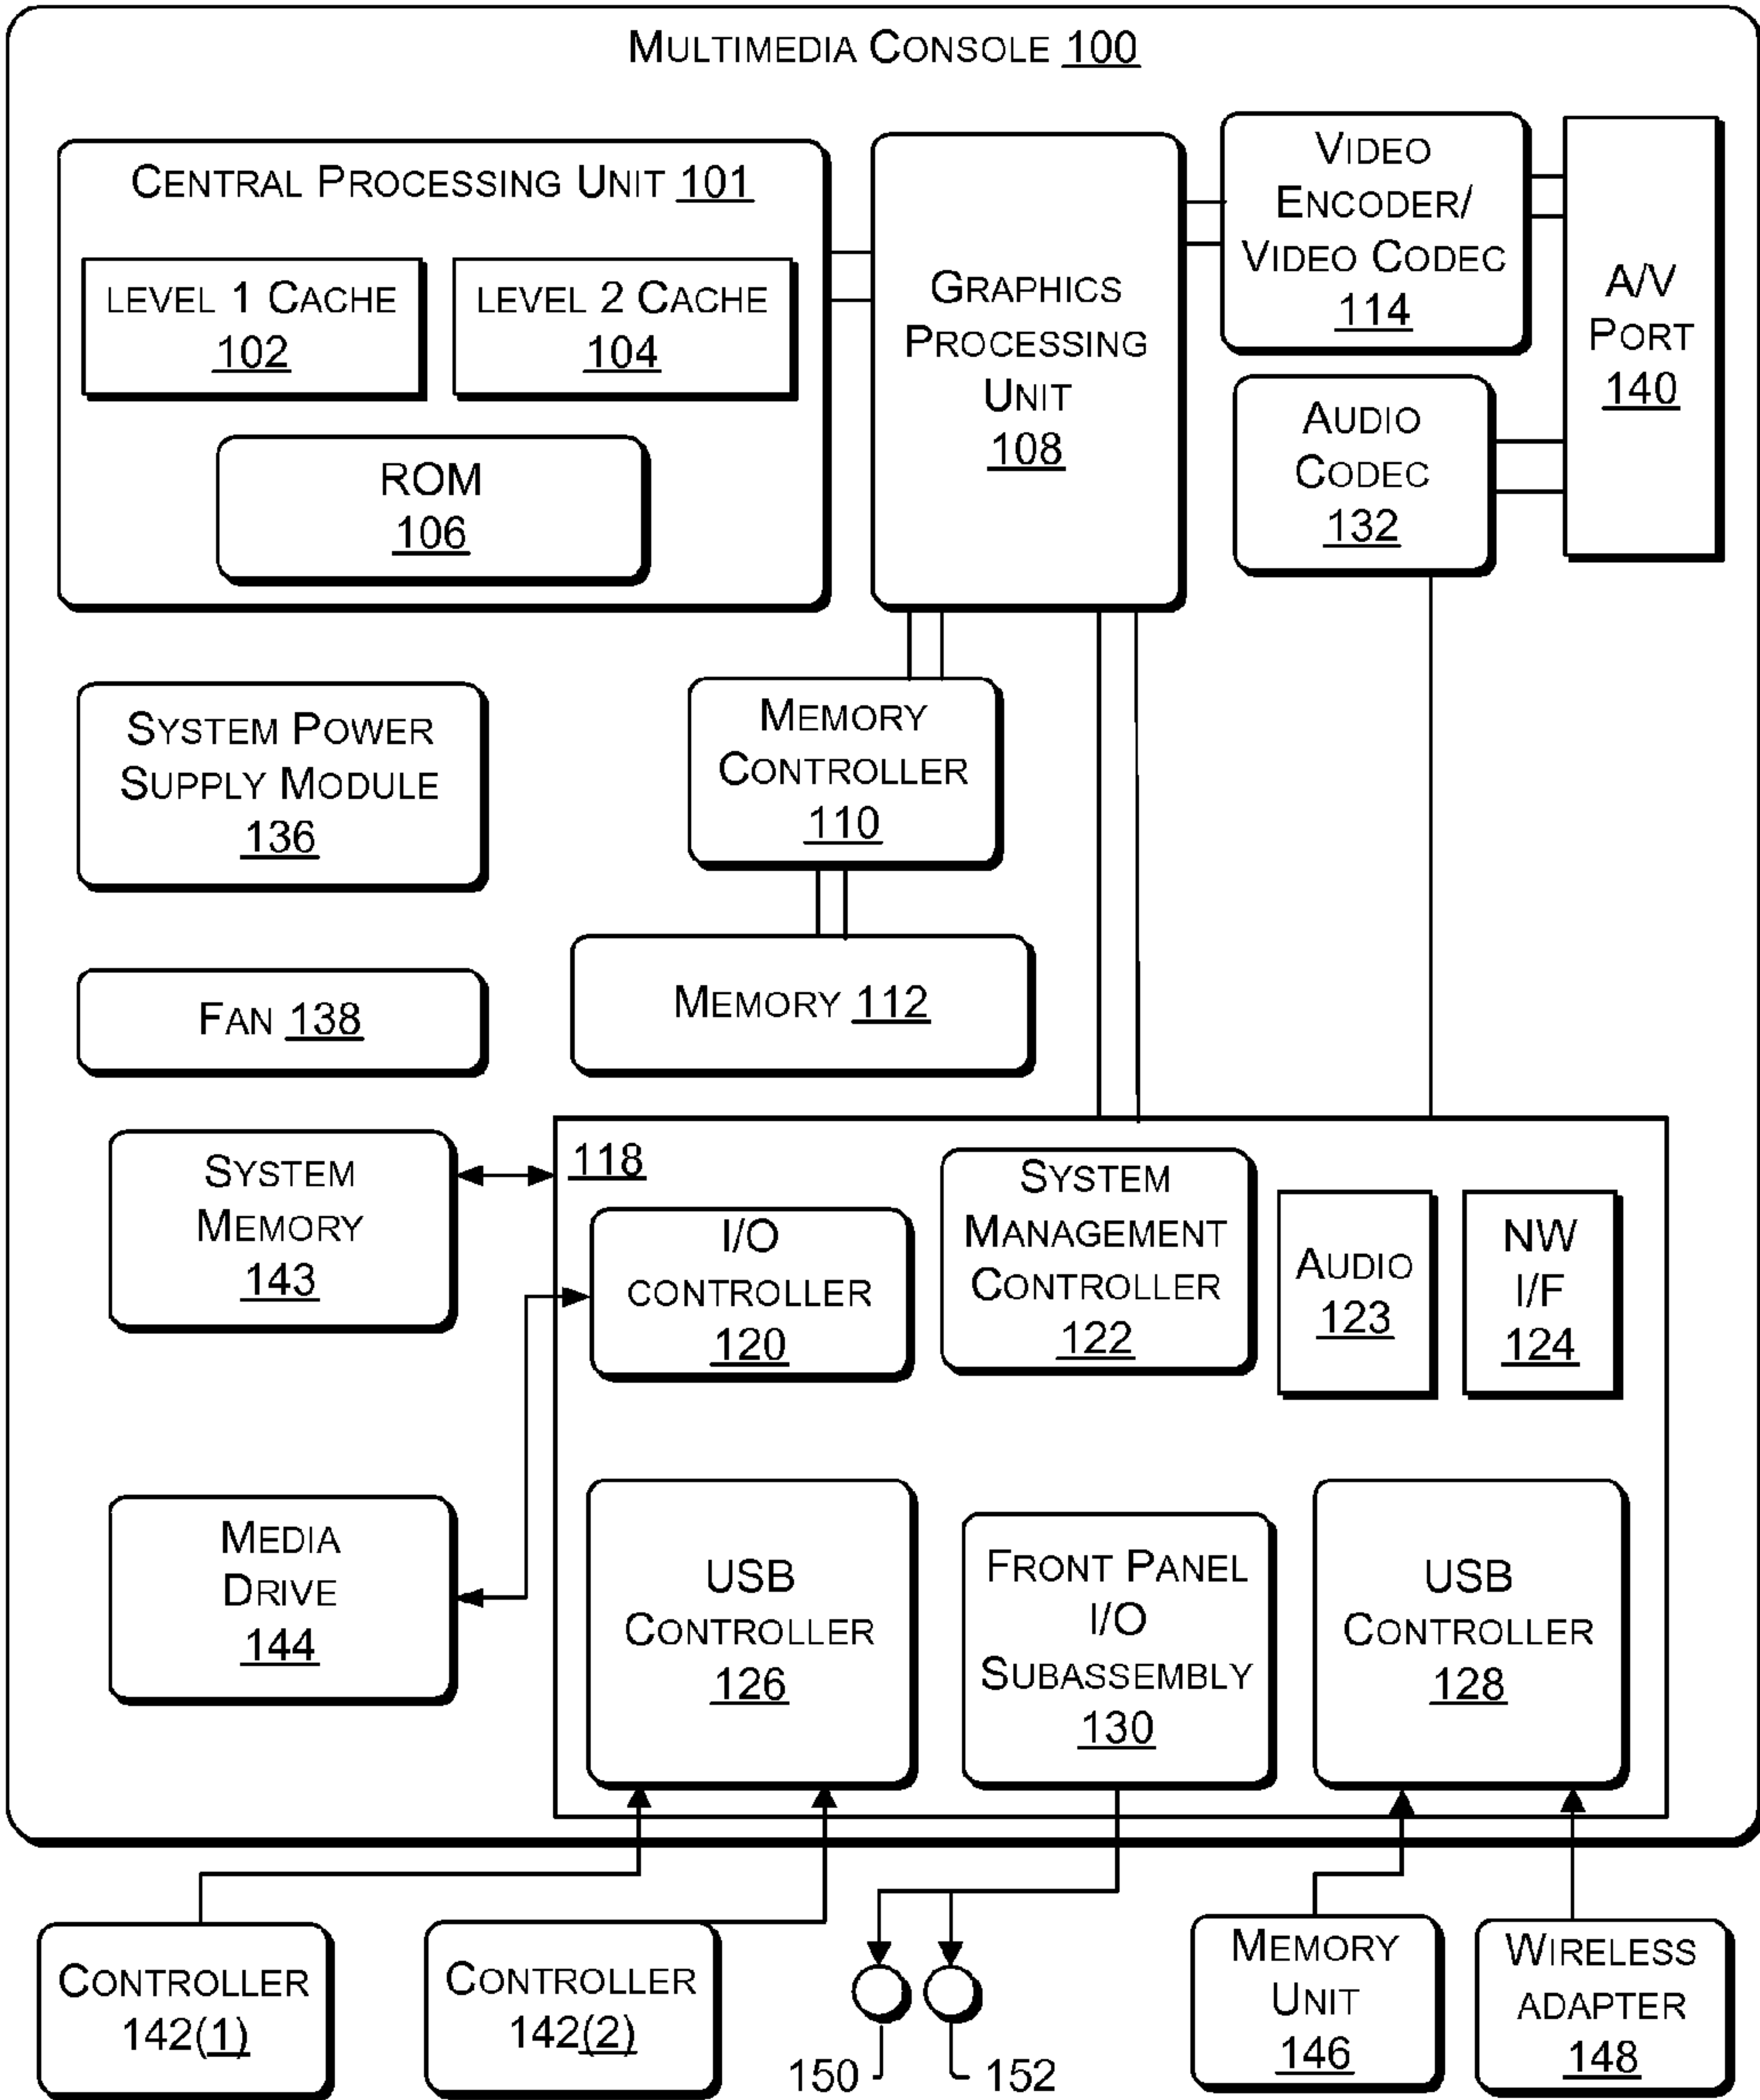 MULTIMEDIA CONSOLE 100
CENTRAL PROCESSING UNIT 101
LEVEL 1 CACHE
102
LEVEL 2 CACHE
104
ROM
106
GRAPHICS
PROCESSING
UNIT
108
VIDEO
ENCODER/
VIDEO CODEC
114
A/V
PORT
140
AUDIO
CODEC
132
SYSTEM POWER
SUPPLY MODULE
136
MEMORY
CONTROLLER
110
FAN 138
MEMORY 112
SYSTEM
MEMORY
143
118
I/O
CONTROLLER
120
SYSTEM
MANAGEMENT
CONTROLLER
122
AUDIO
123
NW
I/F
124
MEDIA
DRIVE
144
USB
CONTROLLER
126
FRONT PANEL
I/O
SUBASSEMBLY
130
USB
CONTROLLER
128
CONTROLLER
142(1)
CONTROLLER
142(2)
150
152
MEMORY
UNIT
146
WIRELESS
ADAPTER
148